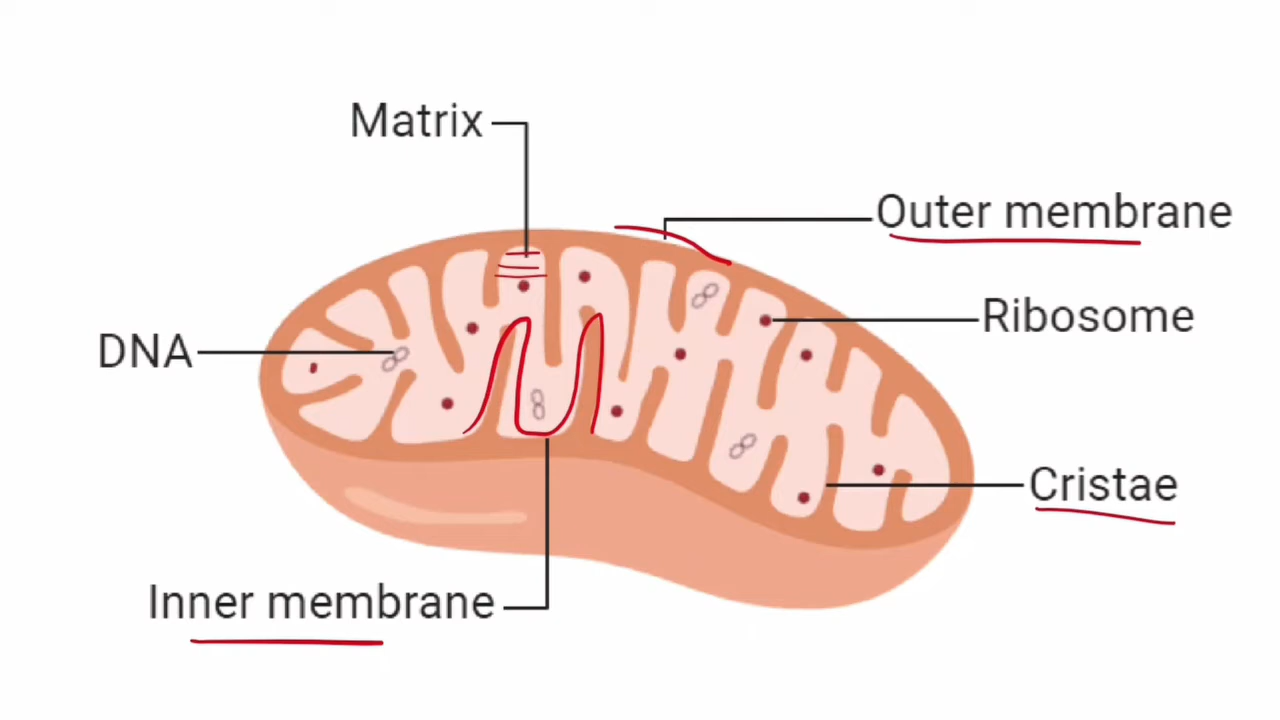 Matrix
Outer membrane
Ribosome
DNA
Cristae
Inner membrane